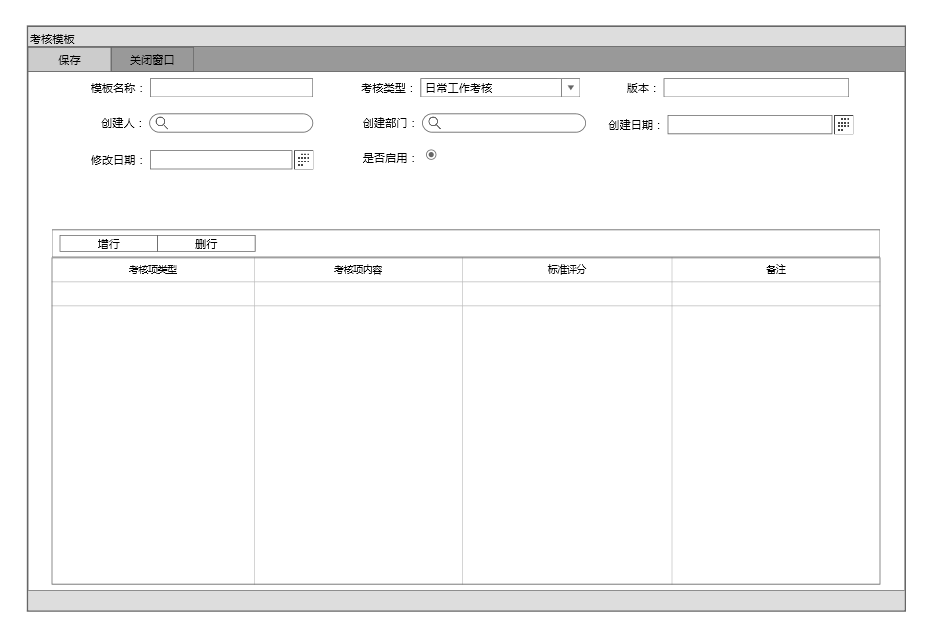 考核模板
保存 关闭窗口
模板名称： 考核类型： 日常工作考核 版本：
创建人： 创建部门： 创建日期：
修改日期： 是否启用：
增行 删行
考核项类型 考核项内容 标准评分 备注